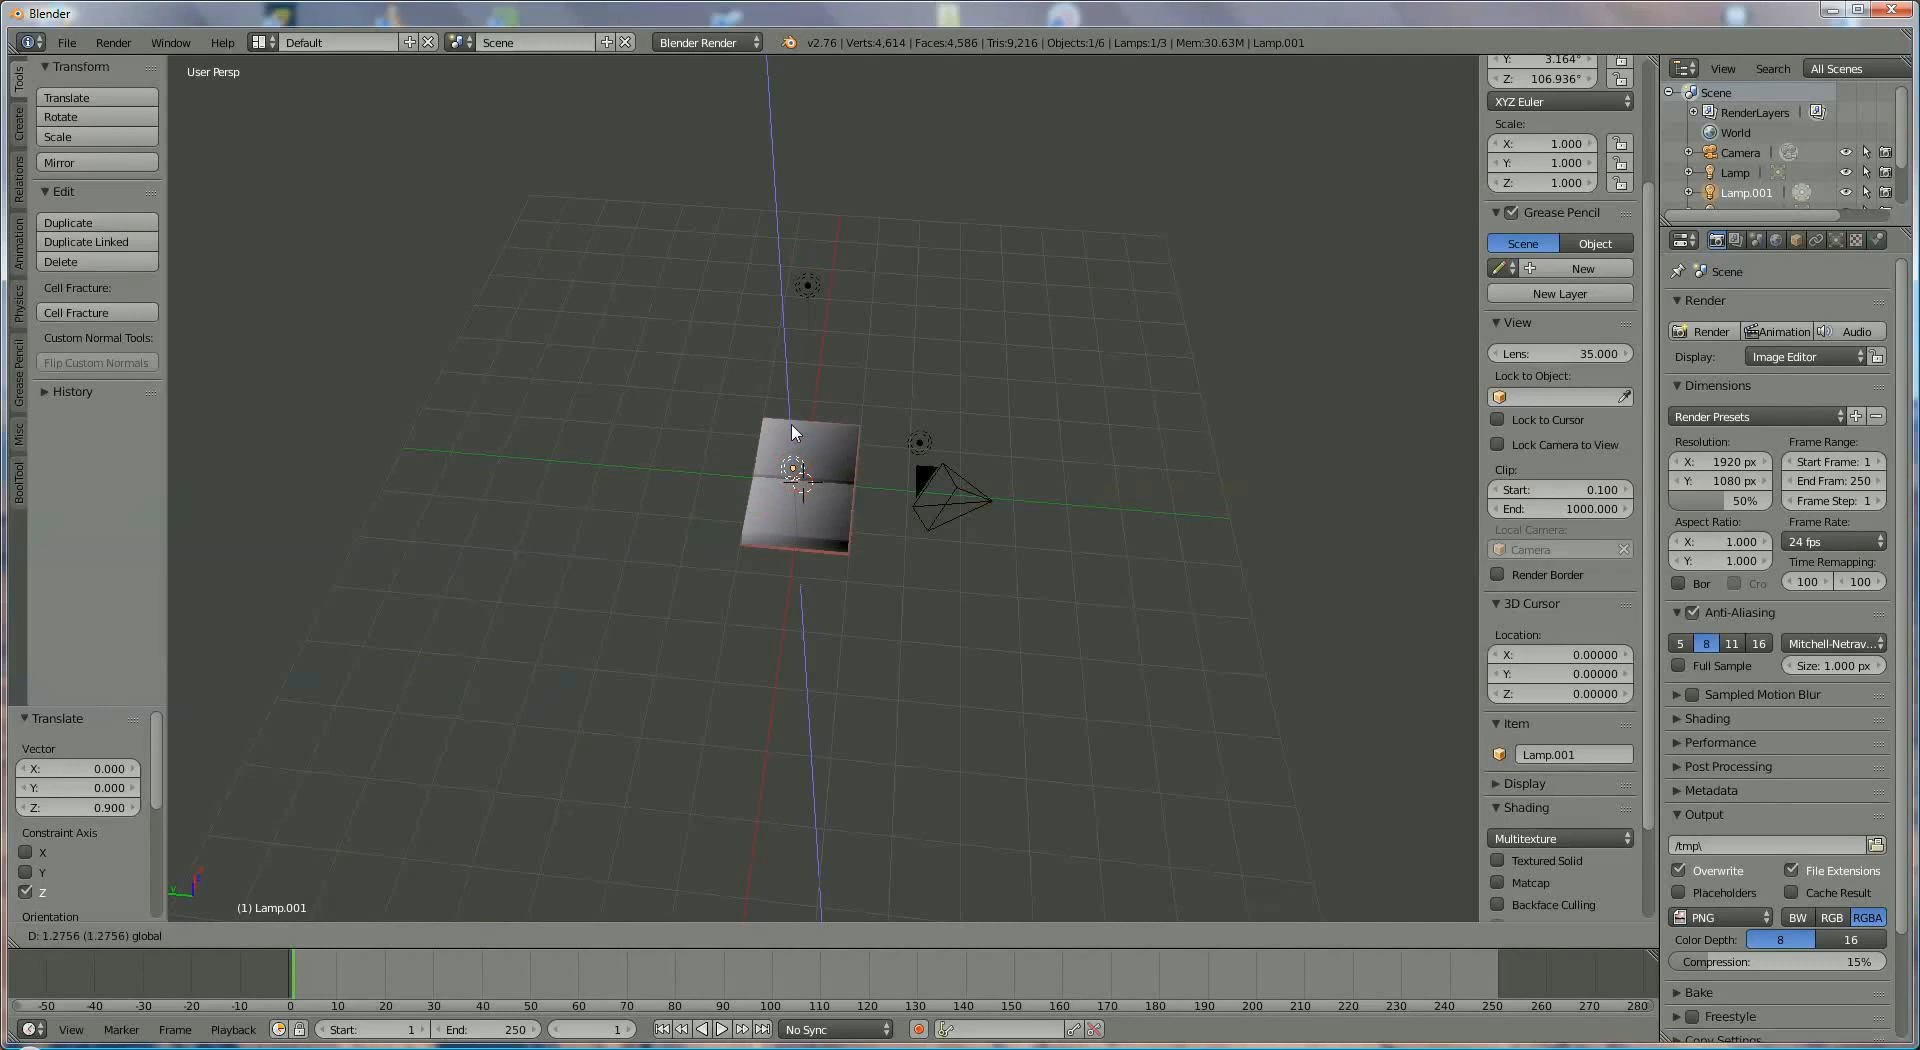 Blender
File Render Window Help Default Scene Blender Render v2.76 | Verts:4,614 | Faces:4,586 | Tris:9,216 | Objects:1/6 | Lamps:1/3 | Mem:30.63M | Lamp.001
Tools
Create
Relations
Animation
Physics
Grease Pencil
Misc
BoolTool
Transform
Translate
Rotate
Scale
Mirror
Edit
Duplicate
Duplicate Linked
Delete
Cell Fracture:
Cell Fracture
Custom Normal Tools:
Flip Custom Normals
History
Translate
Vector
X: 0.000
Y: 0.000
Z: 0.900
Constraint Axis
X
Y
Z
Orientation
User Persp
(1) Lamp.001
D: 1.2756 (1.2756) global
Y: 3.164°
Z: 106.936°
XYZ Euler
Scale:
X: 1.000
Y: 1.000
Z: 1.000
Grease Pencil
Scene Object
New
New Layer
View
Lens: 35.000
Lock to Object:
Lock to Cursor
Lock Camera to View
Clip:
Start: 0.100
End: 1000.000
Local Camera:
Camera
Render Border
3D Cursor
Location:
X: 0.00000
Y: 0.00000
Z: 0.00000
Item
Lamp.001
Display
Shading
Multitexture
Textured Solid
Matcap
Backface Culling
View Search All Scenes
Scene
RenderLayers
World
Camera
Lamp
Lamp.001
Scene
Render
Render Animation Audio
Display: Image Editor
Dimensions
Render Presets
Resolution: Frame Range:
X: 1920 px Start Frame: 1
Y: 1080 px End Fram: 250
50% Frame Step: 1
Aspect Ratio: Frame Rate:
X: 1.000 24 fps
Y: 1.000 Time Remapping:
Bor Cro 100 100
Anti-Aliasing
5 8 11 16 Mitchell-Netrav...
Full Sample Size: 1.000 px
Sampled Motion Blur
Shading
Performance
Post Processing
Metadata
Output
/tmp\
Overwrite File Extensions
Placeholders Cache Result
PNG BW RGB RGBA
Color Depth: 8 16
Compression: 15%
Bake
Freestyle
-50 -40 -30 -20 -10 0 10 20 30 40 50 60 70 80 90 100 110 120 130 140 150 160 170 180 190 200 210 220 230 240 250 260 270 280
View Marker Frame Playback Start: 1 End: 250 1 No Sync